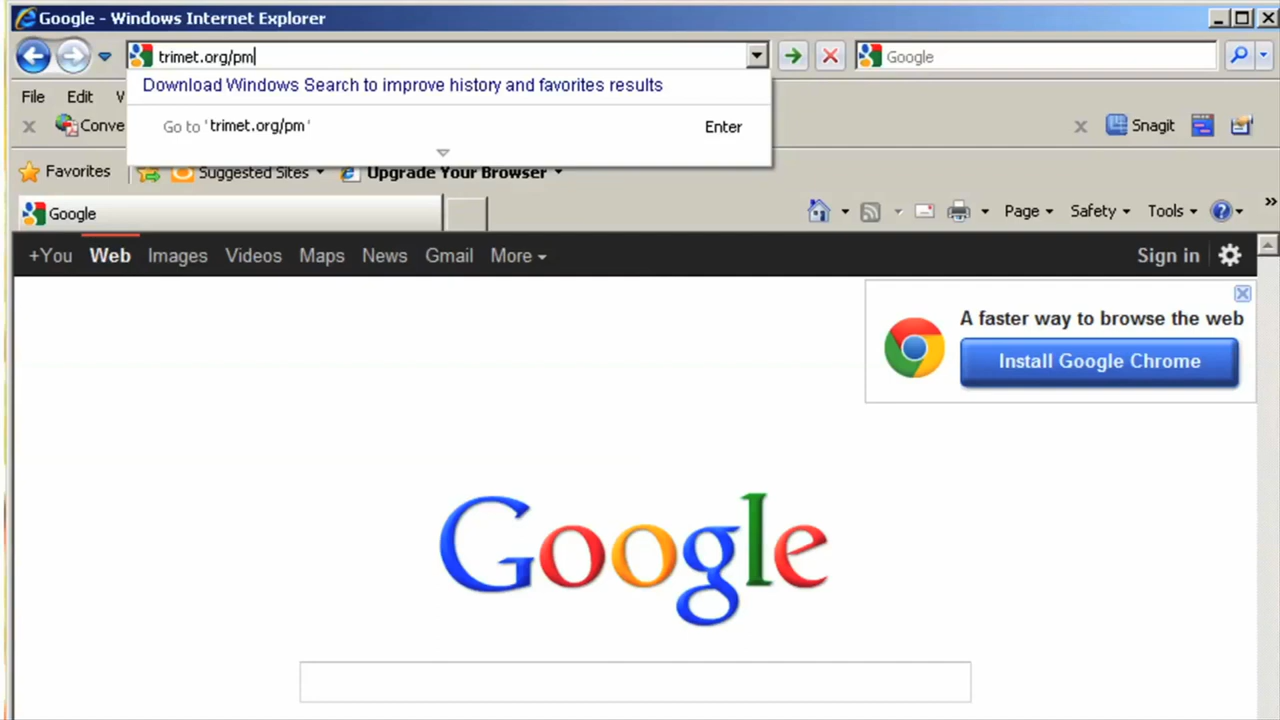 Google - Windows Internet Explorer
trimet.org/pm
Google
Download Windows Search to improve history and favorites results
File Edit V
Go to 'trimet.org/pm' Enter
Conve
Snagit
Favorites Suggested Sites Upgrade Your Browser
Google
Page Safety Tools
+You Web Images Videos Maps News Gmail More Sign in
A faster way to browse the web
Install Google Chrome
Google